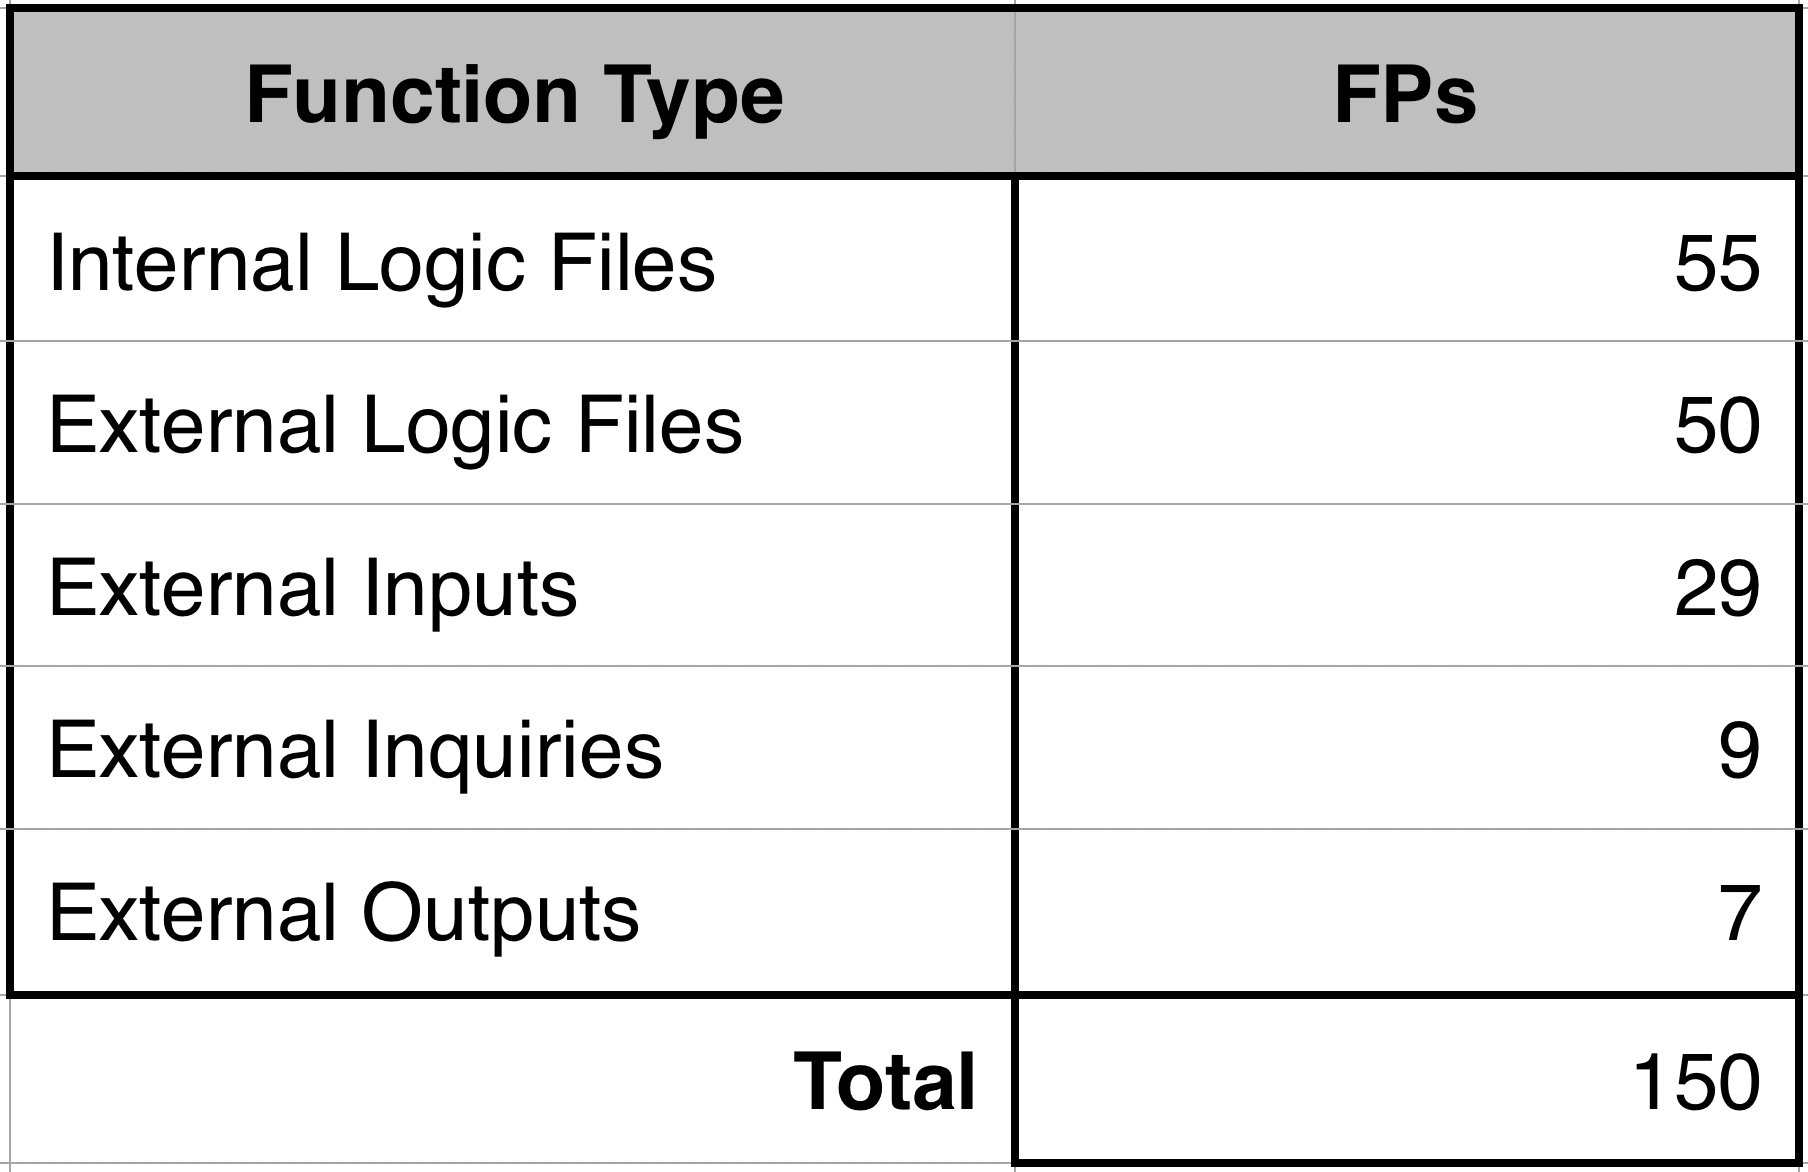 Function Type FPs
Internal Logic Files 55
External Logic Files 50
External Inputs 29
External Inquiries 9
External Outputs 7
Total 150